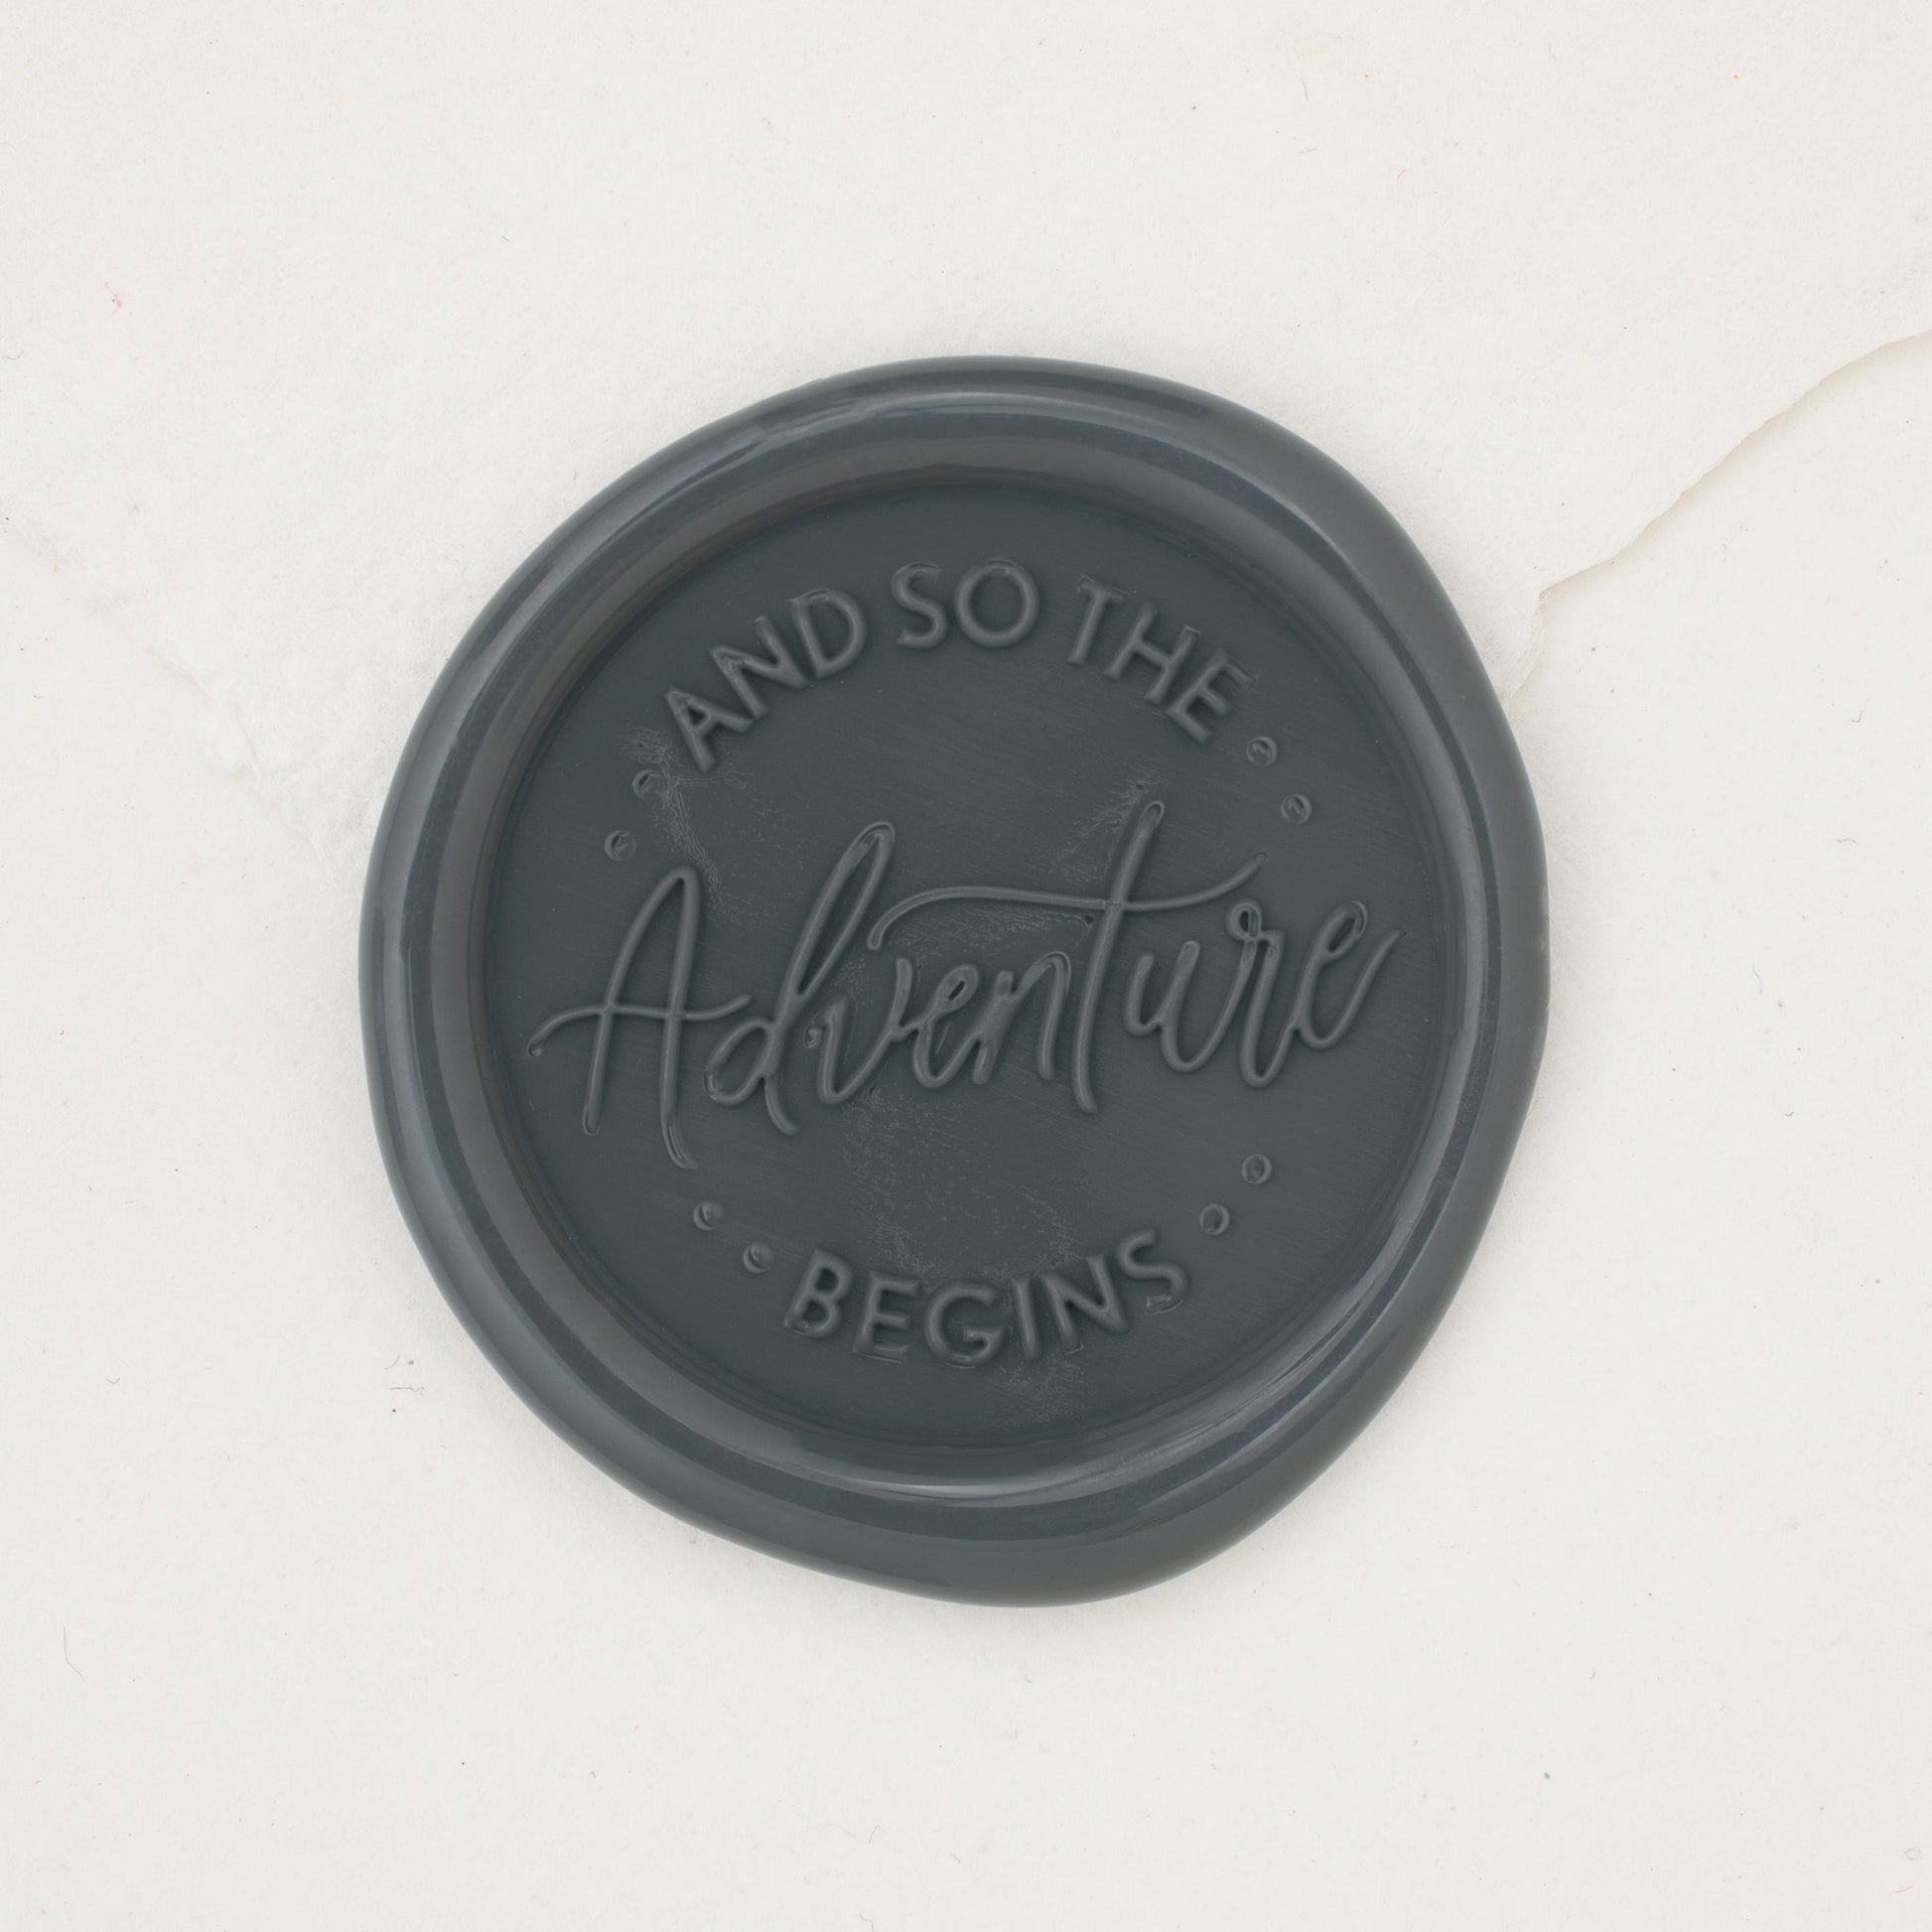 AND SO THE
Adventure
BEGINS